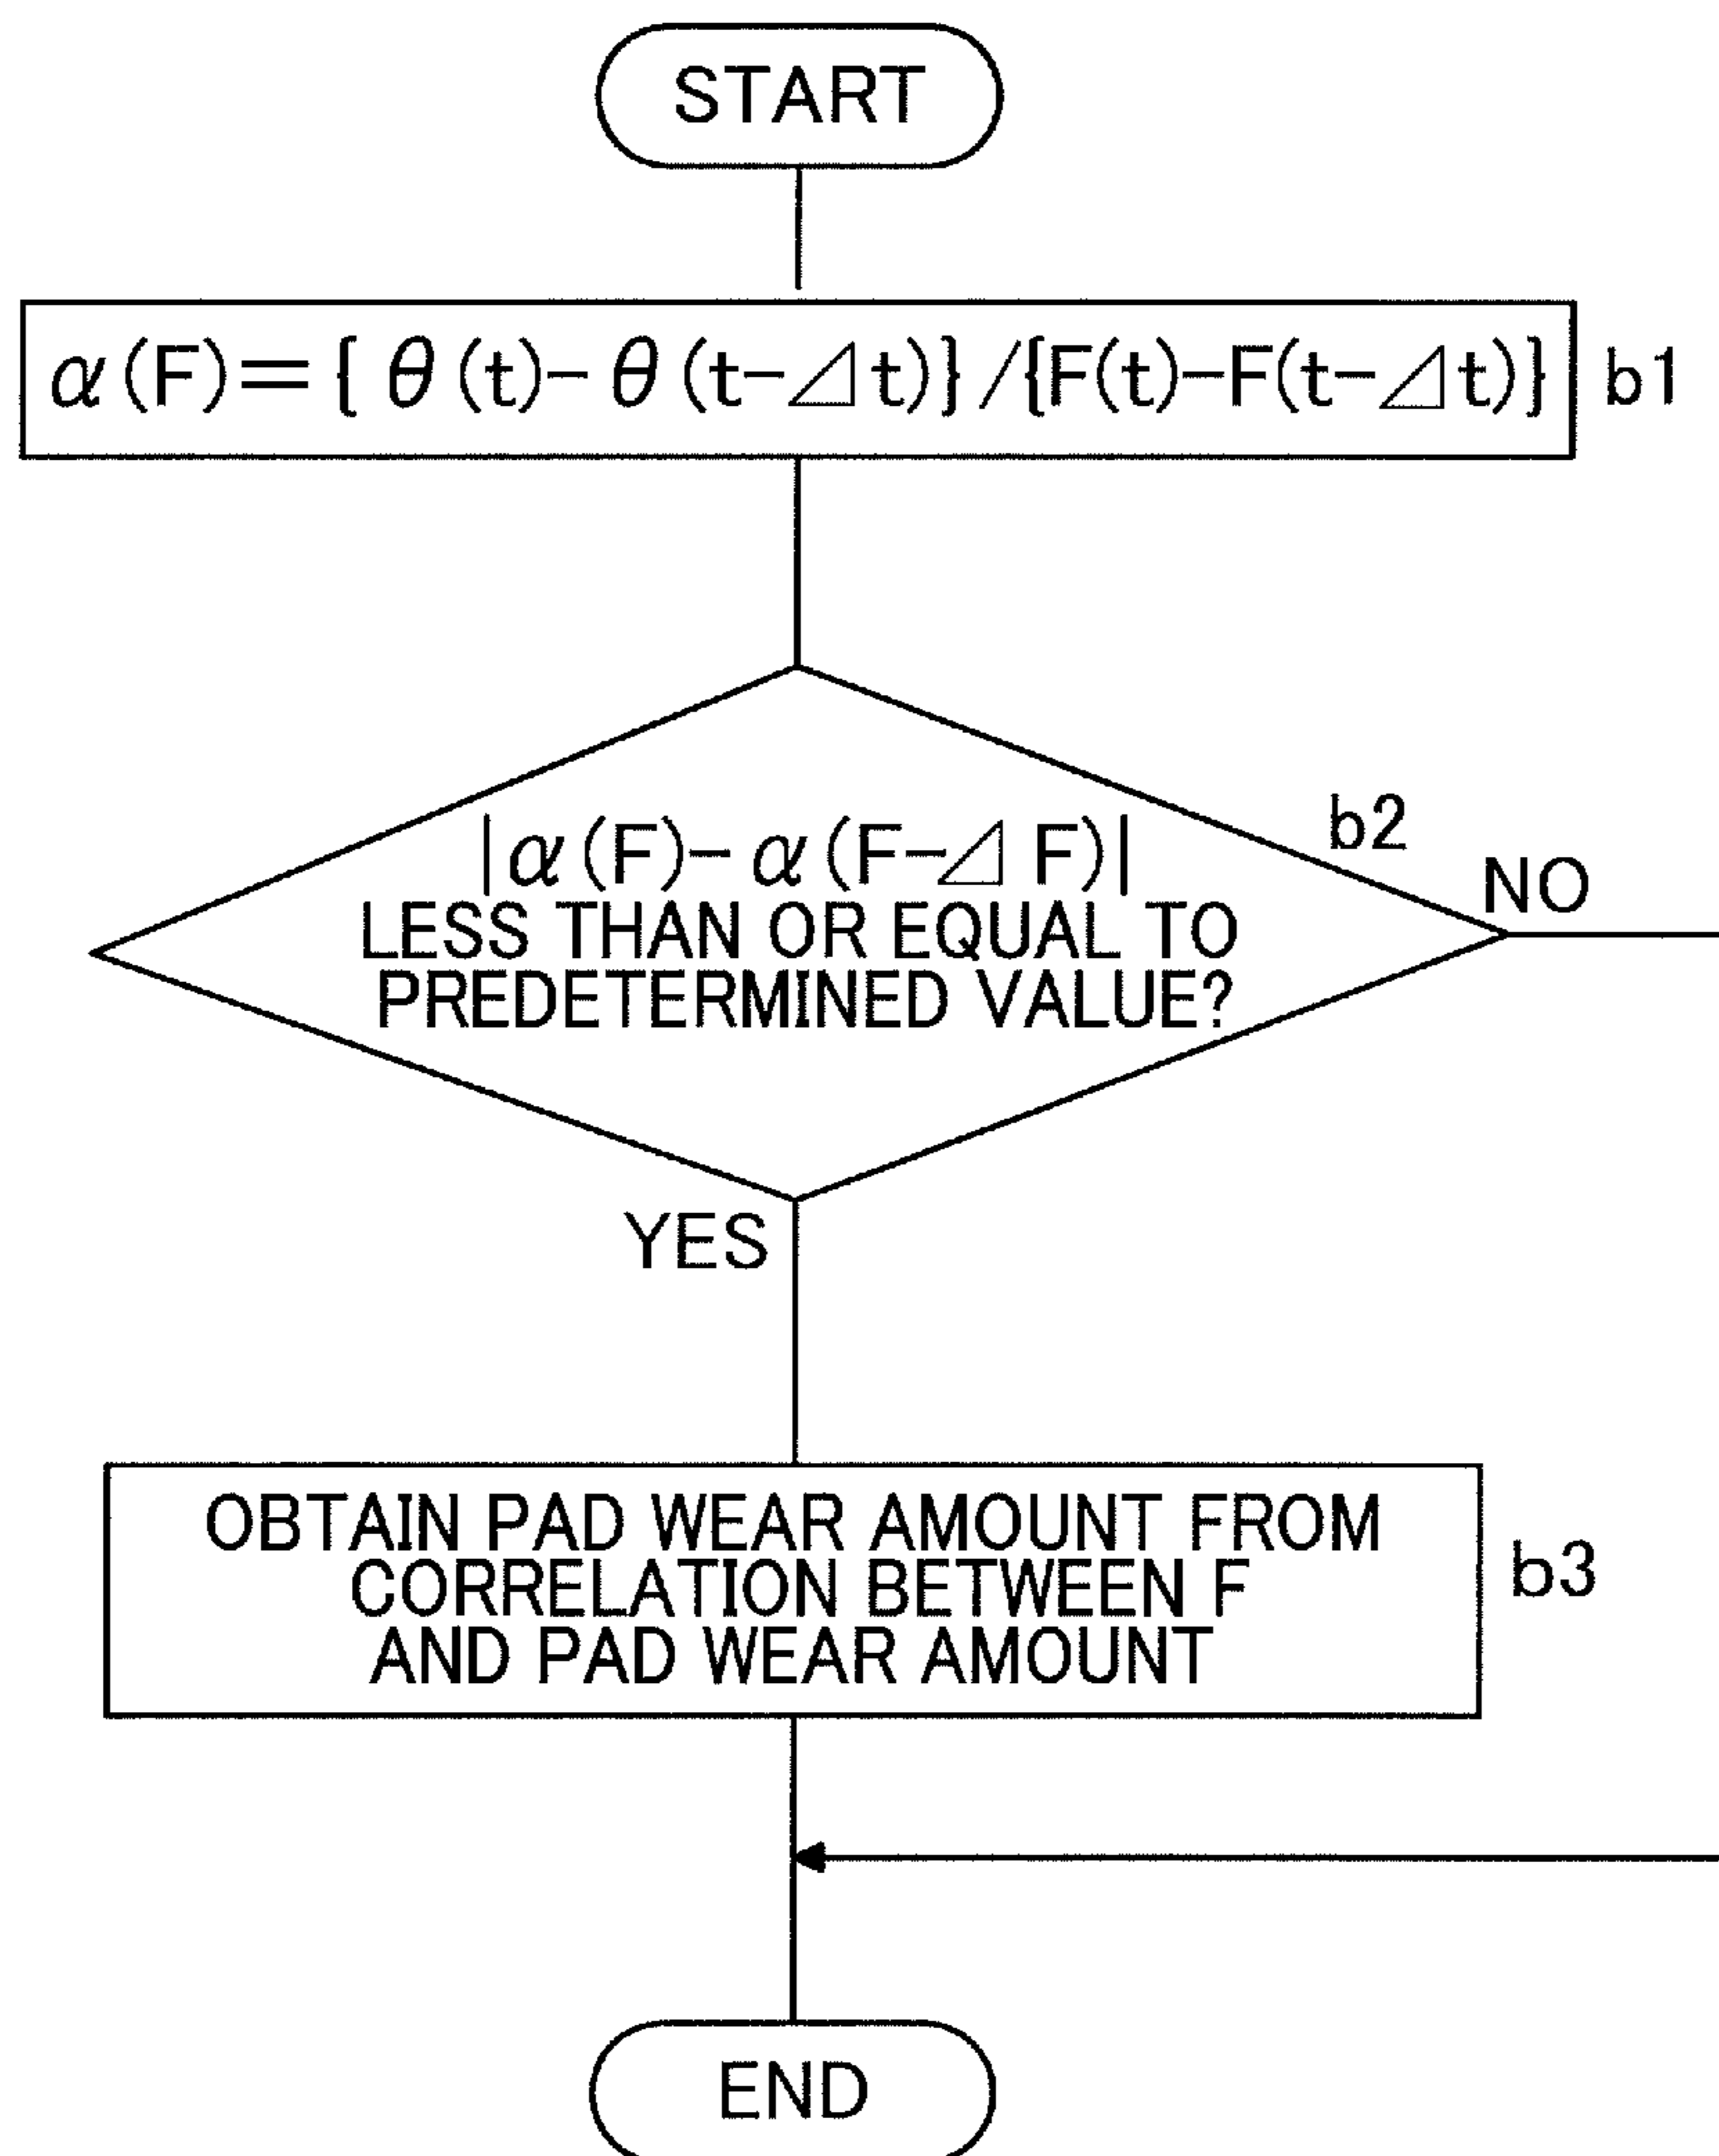 START
α(F)={θ(t)-θ(t-⊿t)}/{F(t)-F(t-⊿t)}
b1
|α(F)-α(F-⊿F)|
LESS THAN OR EQUAL TO
PREDETERMINED VALUE?
b2
NO
YES
OBTAIN PAD WEAR AMOUNT FROM
CORRELATION BETWEEN F
AND PAD WEAR AMOUNT
b3
END